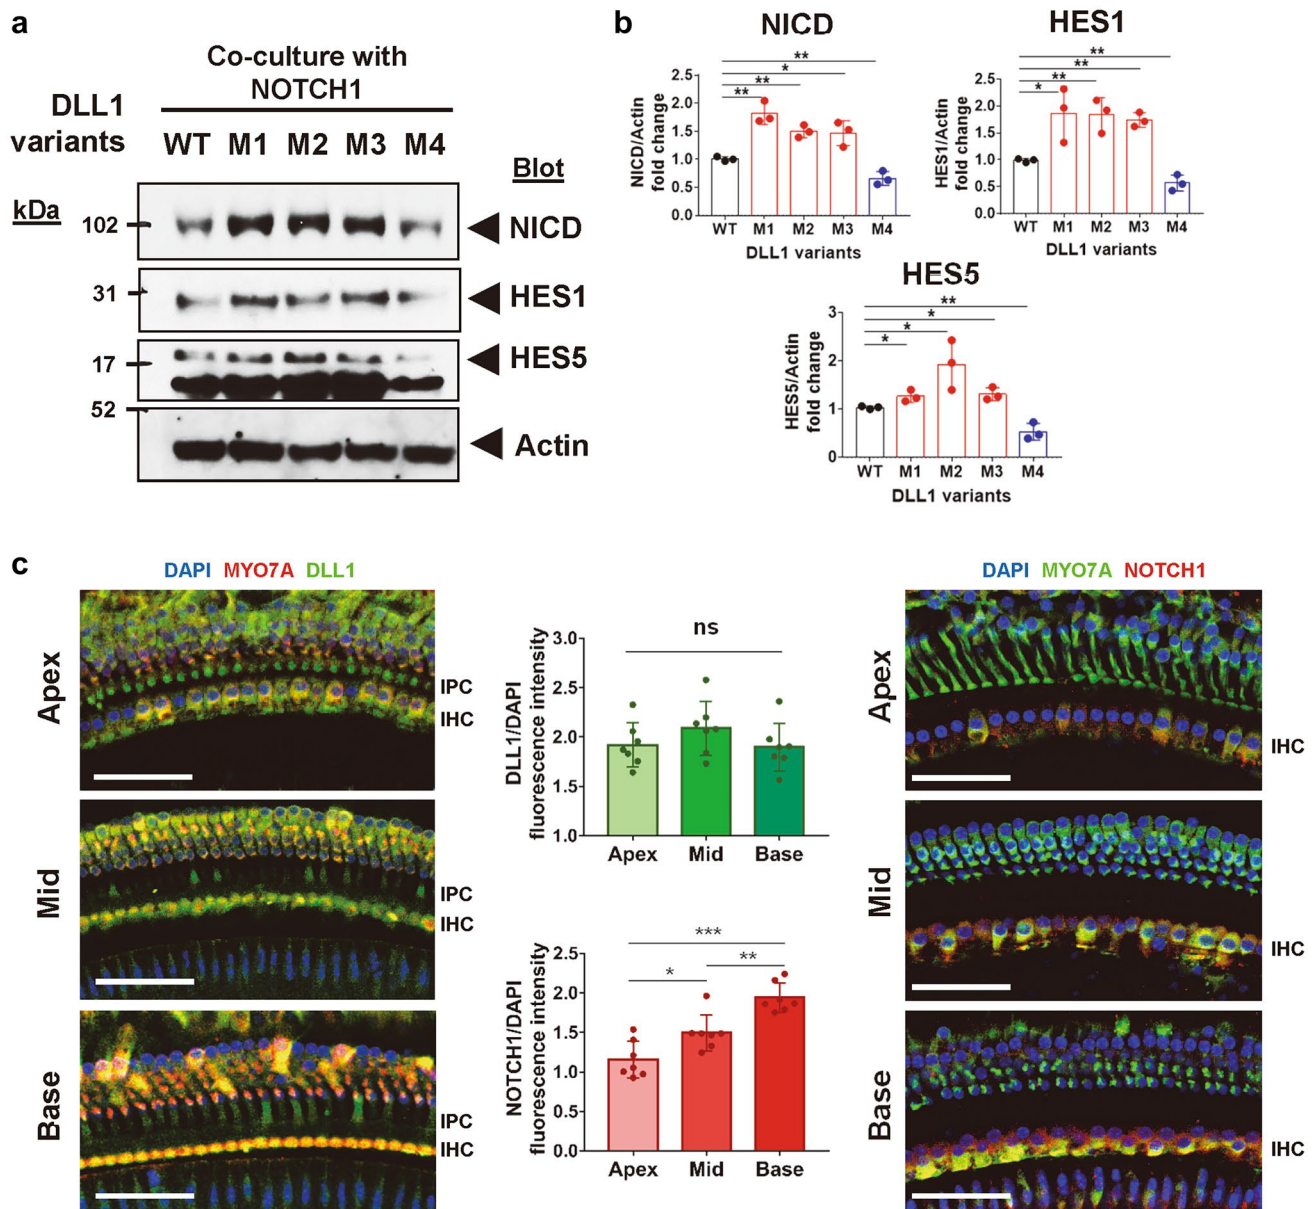 a
Co-culture with
NOTCH1
DLL1
variants
WT M1 M2 M3 M4
Blot
kDa
102
NICD
31
HES1
17
HES5
52
Actin
b
NICD
**
*
**
**
NICD/Actin
fold change
2.5
2.0
1.5
1.0
0.5
0.0
WT M1 M2 M3 M4
DLL1 variants
HES1
**
**
**
*
HES1/Actin
fold change
2.5
2.0
1.5
1.0
0.5
0.0
WT M1 M2 M3 M4
DLL1 variants
HES5
**
*
*
*
HES5/Actin
fold change
3
2
1
0
WT M1 M2 M3 M4
DLL1 variants
c
DAPI MYO7A DLL1
Apex
IPC
IHC
Mid
IPC
IHC
Base
IPC
IHC
ns
DLL1/DAPI
fluorescence intensity
3.0
2.5
2.0
1.5
1.0
Apex Mid Base
***
*
**
NOTCH1/DAPI
fluorescence intensity
2.5
2.0
1.5
1.0
0.5
0.0
Apex Mid Base
DAPI MYO7A NOTCH1
Apex
IHC
Mid
IHC
Base
IHC